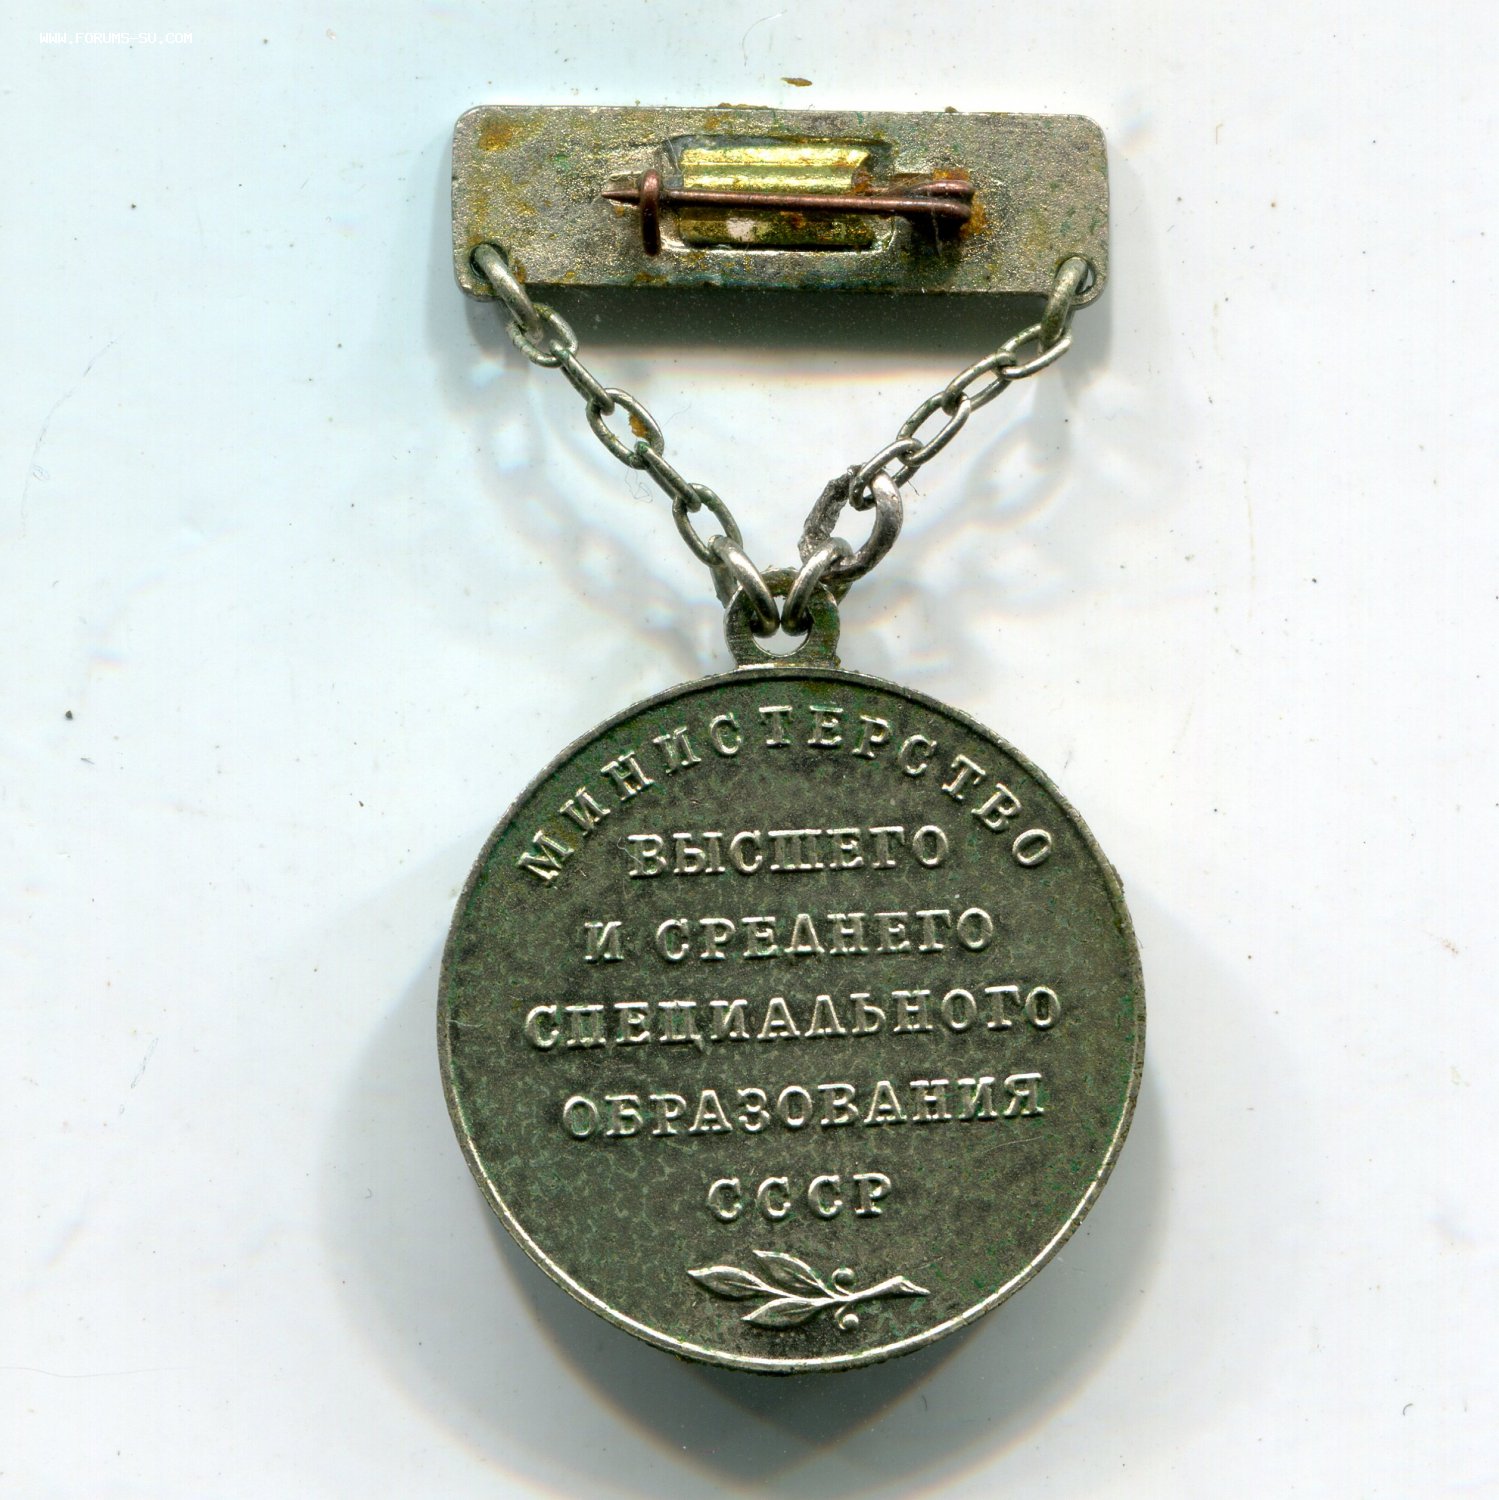 WWW.FORUMS-SU.COM
МИНИСТЕРСТВО
ВЫСШЕГО
И СРЕДНЕГО
СПЕЦИАЛЬНОГО
ОБРАЗОВАНИЯ
СССР